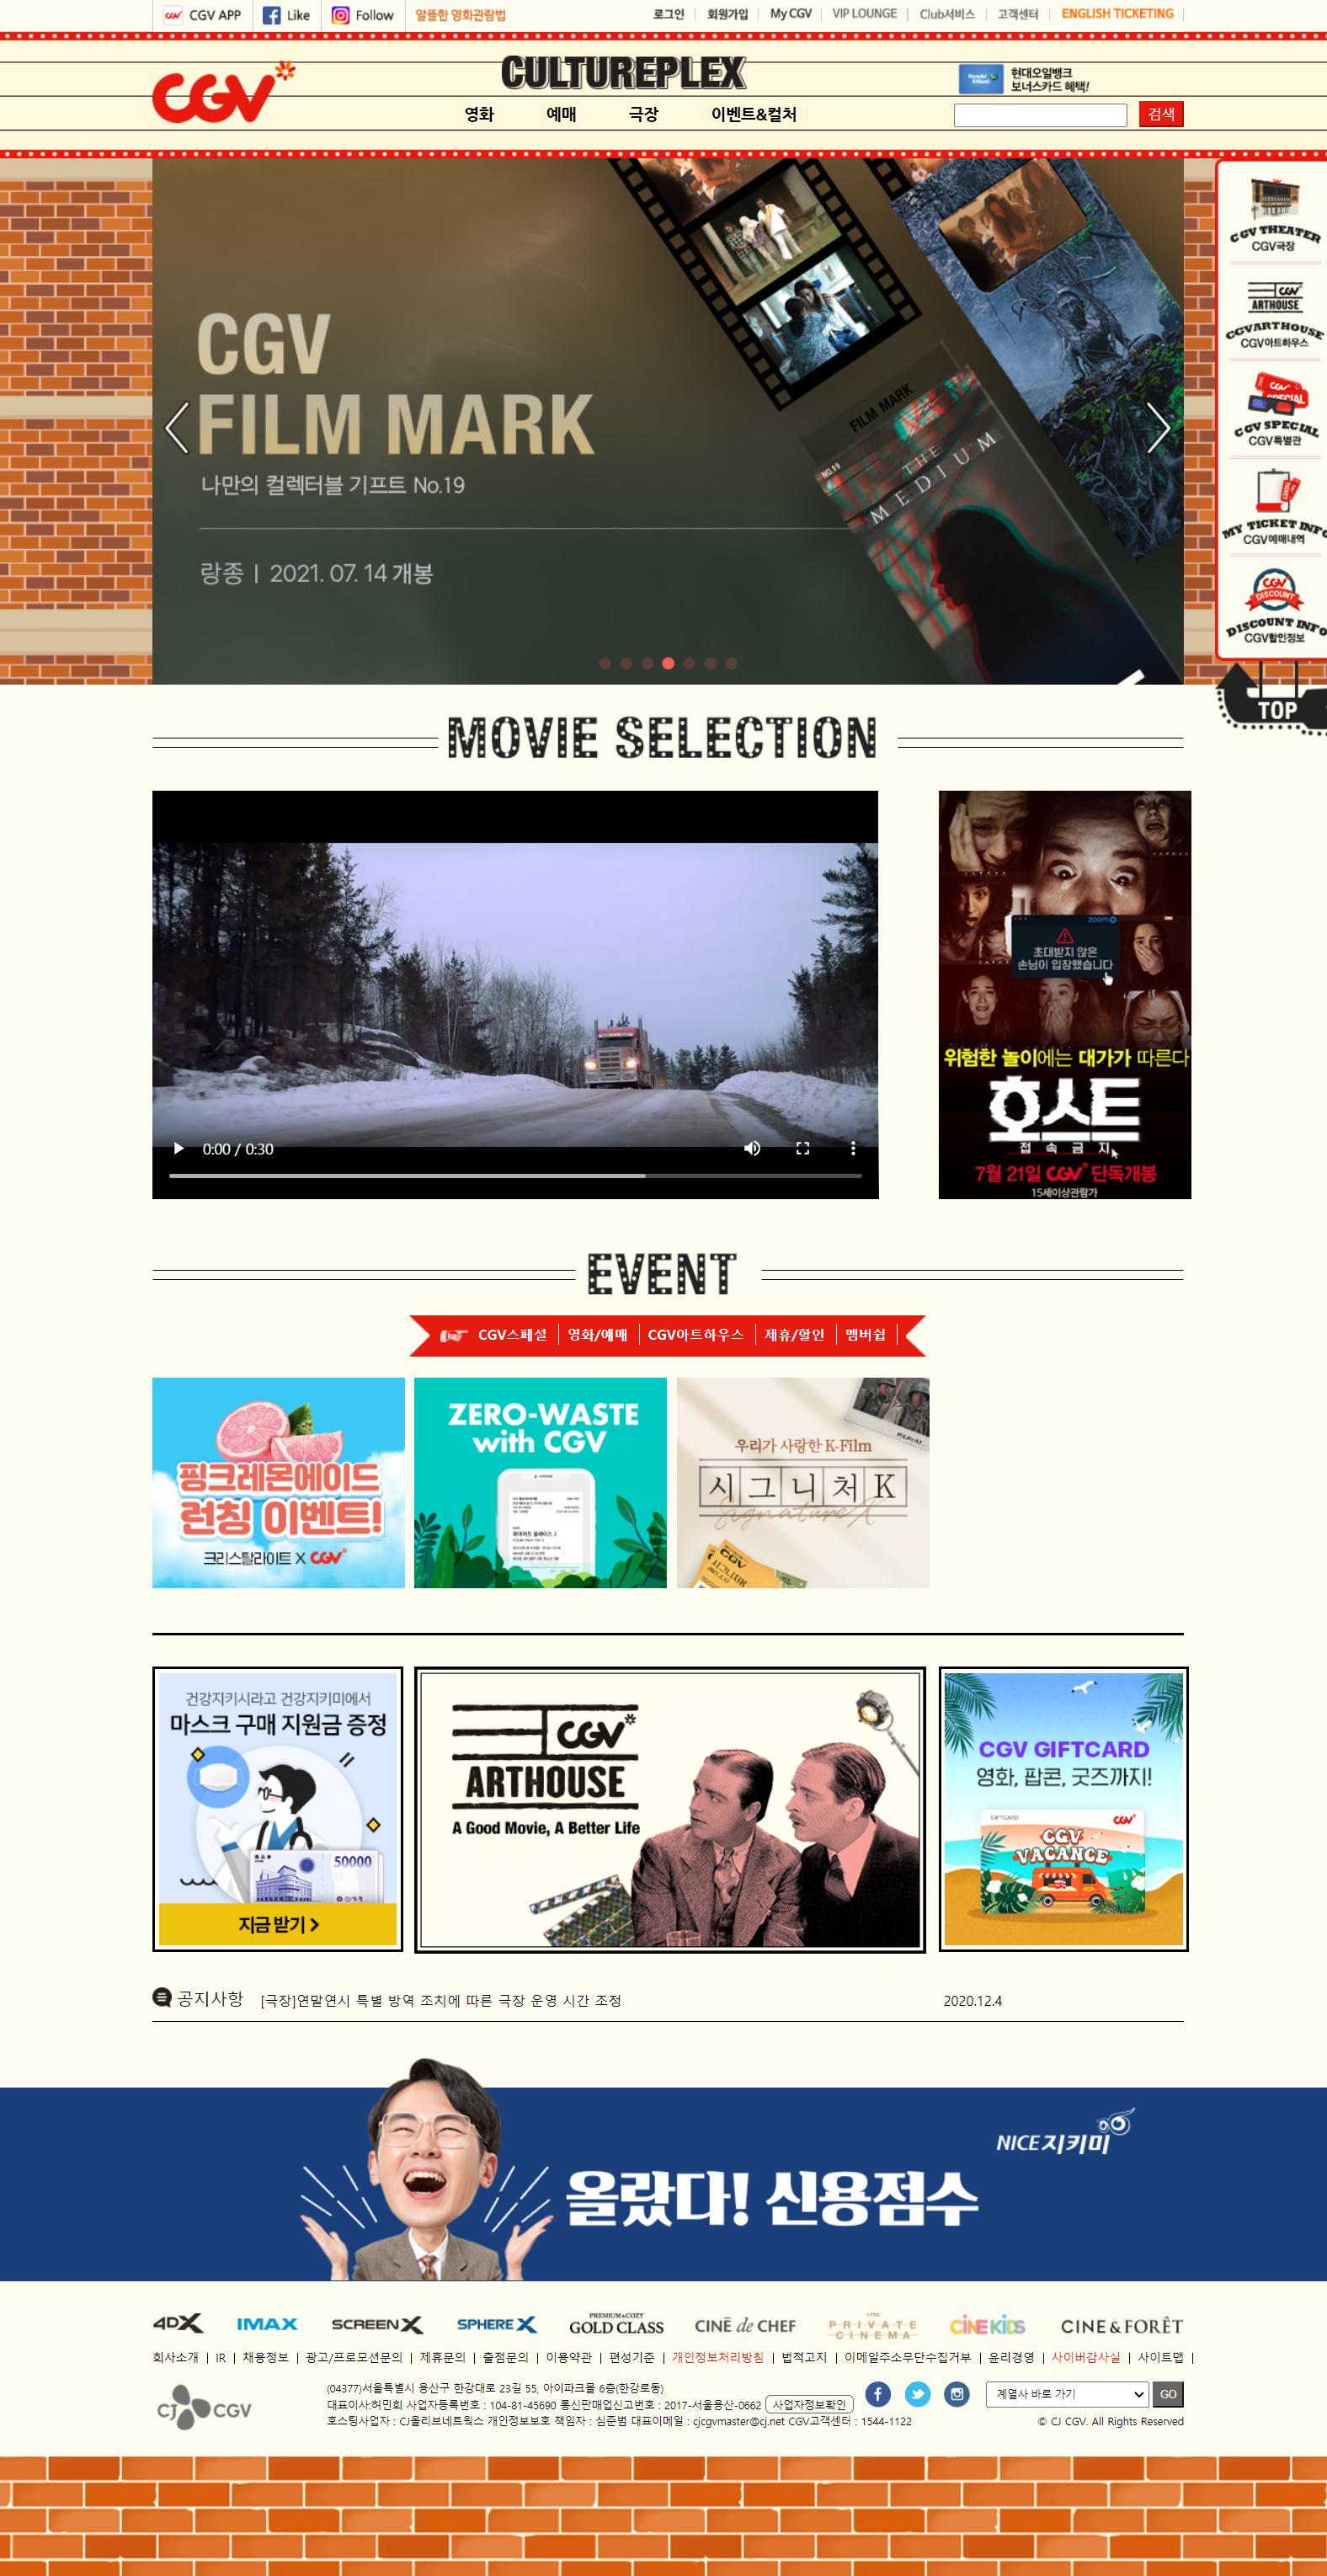 CGV APP
Like
Follow
알뜰한 영화관람법
로그인
회원가입
My CGV
VIP LOUNGE
Club서비스
고객센터
ENGLISH TICKETING
CGV
CULTUREPLEX
현대오일뱅크
보너스카드 혜택!
영화
예매
극장
이벤트&컬처
검색
CGV
FILM MARK
나만의 컬렉터블 기프트 No.19
랑종 | 2021. 07. 14 개봉
FILM MARK
NO.19
THE
MEDIUM
CGV THEATER
CGV극장
CGV
ARTHOUSE
CGV ARTHOUSE
CGV아트하우스
CGV
SPECIAL
CGV SPECIAL
CGV특별관
MY TICKET INFO
CGV예매내역
CGV
DISCOUNT
DISCOUNT INFO
CGV할인정보
TOP
MOVIE SELECTION
0:00 / 0:30
zoom
초대받지 않은
손님이 입장했습니다
위험한 놀이에는 대가가 따른다
호스트
접속금지
7월 21일 CGV 단독개봉
15세이상관람가
EVENT
CGV스페셜
영화/예매
CGV아트하우스
제휴/할인
멤버쉽
핑크레몬에이드
런칭 이벤트!
크리스탈라이트 X CGV
ZERO-WASTE
with CGV
우리가 사랑한 K-Film
시그니처K
Signature K
건강지키시라고 건강지키미에서
마스크 구매 지원금 증정
50000
지금 받기 >
CGV
ARTHOUSE
A Good Movie, A Better Life
CGV GIFTCARD
영화, 팝콘, 굿즈까지!
GIFTCARD
CGV
CGV
VACANCE
공지사항
[극장]연말연시 특별 방역 조치에 따른 극장 운영 시간 조정
2020.12.4
NICE지키미
올랐다! 신용점수
4DX
IMAX
SCREENX
SPHEREX
PREMIUM & COZY
GOLD CLASS
CINÉ de CHEF
THE
PRIVATE
CINEMA
CINE KIDS
CINE & FORÊT
회사소개 | IR | 채용정보 | 광고/프로모션문의 | 제휴문의 | 출점문의 | 이용약관 | 편성기준 | 개인정보처리방침 | 법적고지 | 이메일주소무단수집거부 | 윤리경영 | 사이버감사실 | 사이트맵 |
CJ CGV
(04377)서울특별시 용산구 한강대로 23길 55, 아이파크몰 6층(한강로동)
대표이사:허민회 사업자등록번호 : 104-81-45690 통신판매업신고번호 : 2017-서울용산-0662 사업자정보확인
호스팅사업자 : CJ올리브네트웍스 개인정보보호 책임자 : 심준범 대표이메일 : cjcgvmaster@cj.net CGV고객센터 : 1544-1122
계열사 바로 가기
GO
© CJ CGV. All Rights Reserved